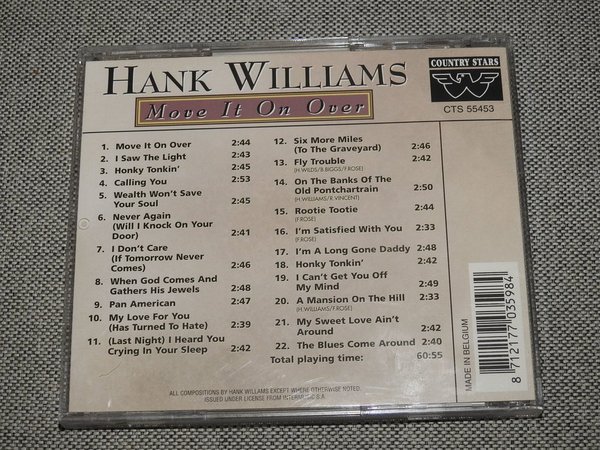 HANK WILLIAMS
Move It On Over
COUNTRY STARS
CTS 55453
1. Move It On Over 2:44
2. I Saw The Light 2:43
3. Honky Tonkin' 2:45
4. Calling You 2:53
5. Wealth Won't Save
Your Soul 2:45
6. Never Again
(Will I Knock On Your
Door) 2:41
7. I Don't Care
(If Tomorrow Never
Comes) 2:46
8. When God Comes And
Gathers His Jewels 2:48
9. Pan American 2:47
10. My Love For You
(Has Turned To Hate) 2:39
11. (Last Night) I Heard You
Crying In Your Sleep 2:42
12. Six More Miles
(To The Graveyard) 2:46
13. Fly Trouble 2:42
(H.WILDS/B.BIGGS/F.ROSE)
14. On The Banks Of The
Old Pontchartrain 2:50
(H.WILLIAMS/R.VINCENT)
15. Rootie Tootie 2:44
(F.ROSE)
16. I'm Satisfied With You 2:33
(F.ROSE)
17. I'm A Long Gone Daddy 2:48
18. Honky Tonkin' 2:42
19. I Can't Get You Off
My Mind 2:49
20. A Mansion On The Hill 2:33
(H.WILLIAMS/F.ROSE)
21. My Sweet Love Ain't
Around 2:42
22. The Blues Come Around 2:40
Total playing time: 60:55
ALL COMPOSITIONS BY HANK WILLIAMS EXCEPT WHERE OTHERWISE NOTED.
ISSUED UNDER LICENSE FROM INTERMUSIC S.A.
MADE IN BELGIUM
8 712177 035984